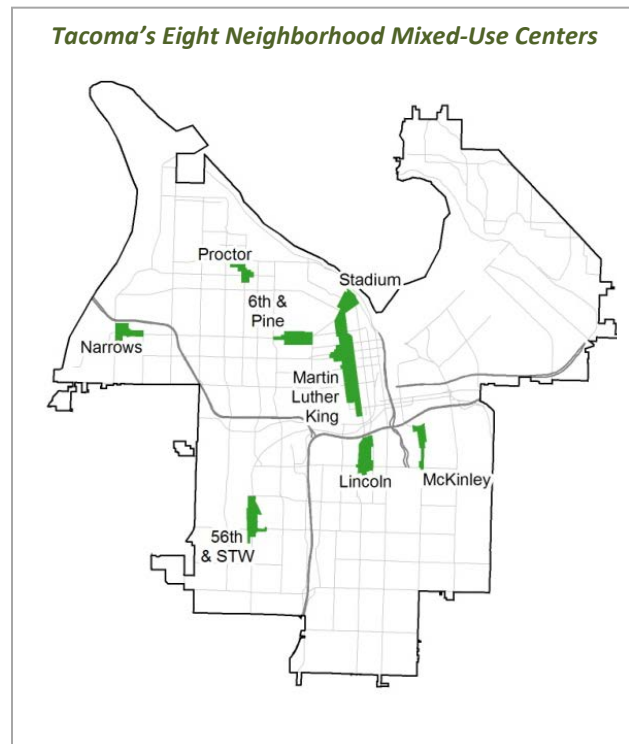 Tacoma's Eight Neighborhood Mixed-Use Centers
Proctor
Stadium
6th &
Pine
Narrows
Martin
Luther
King
Lincoln
McKinley
56th
& STW